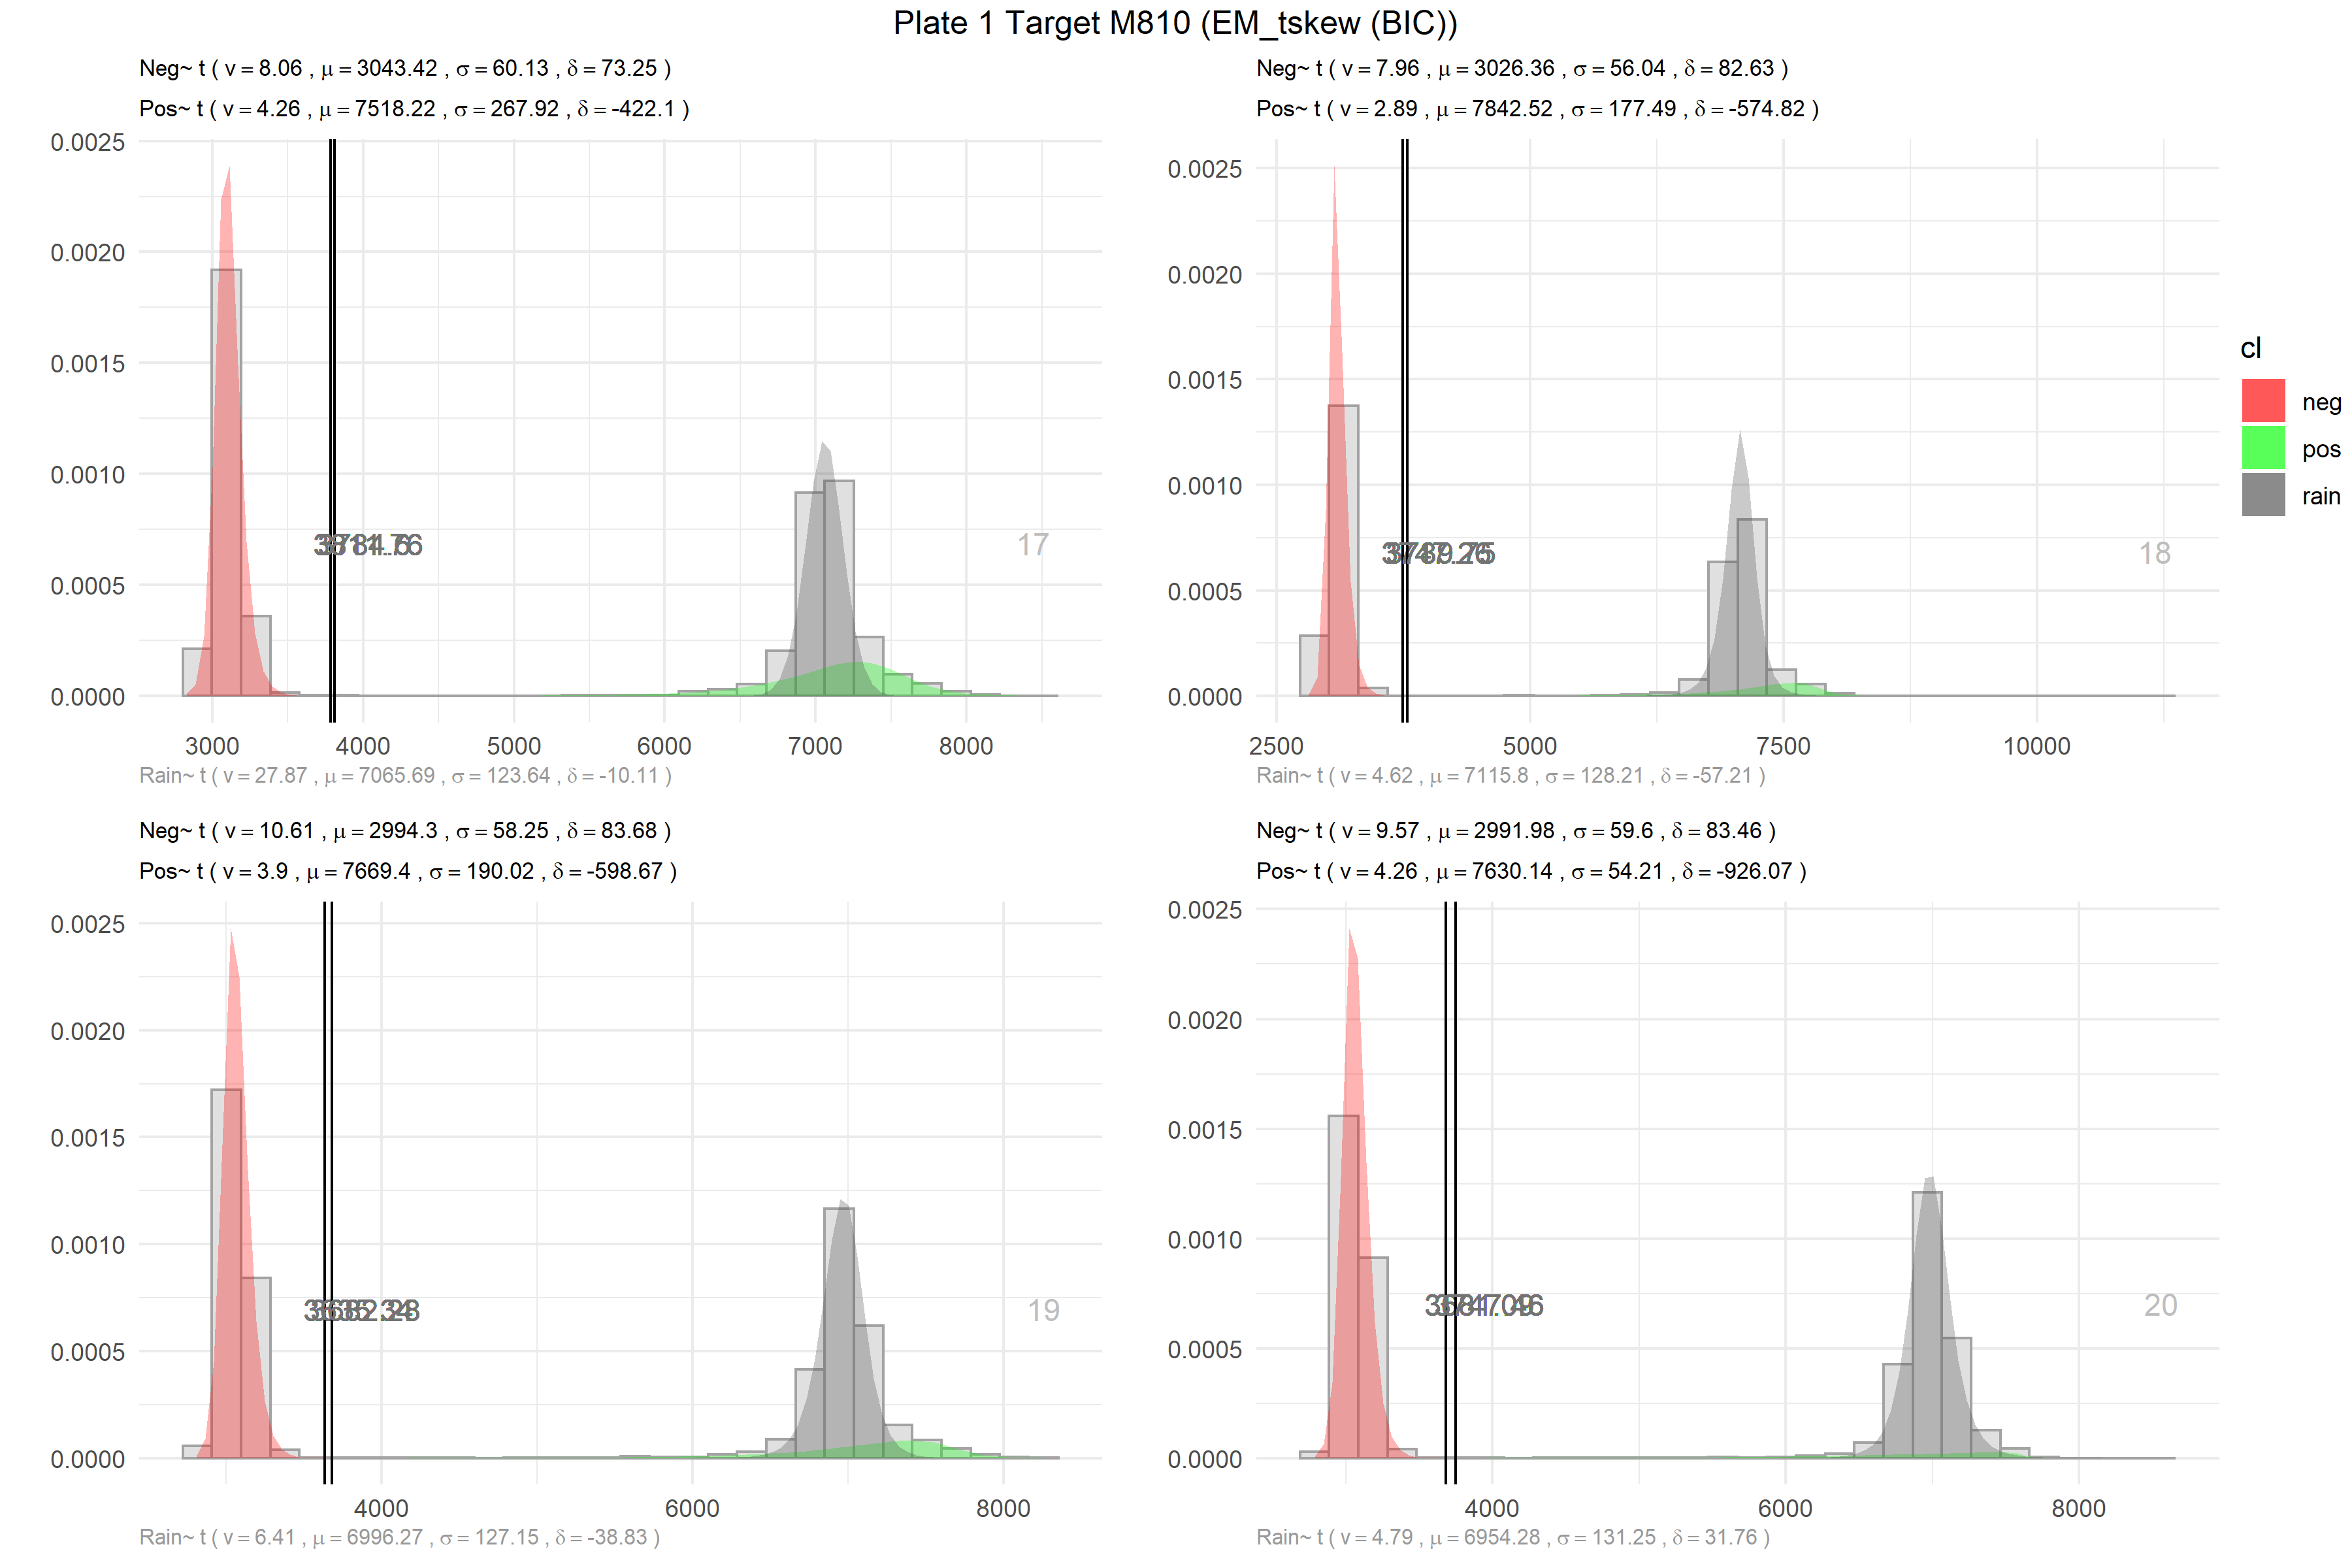 Plate 1 Target M810 (EM_tskew (BIC))
Neg~ t ( v = 8.06 , μ = 3043.42 , σ = 60.13 , δ = 73.25 )
Pos~ t ( v = 4.26 , μ = 7518.22 , σ = 267.92 , δ = -422.1 )
0.0025
0.0020
0.0015
0.0010
0.0005
0.0000
17
3000 4000 5000 6000 7000 8000
Rain~ t ( v = 27.87 , μ = 7065.69 , σ = 123.64 , δ = -10.11 )
Neg~ t ( v = 7.96 , μ = 3026.36 , σ = 56.04 , δ = 82.63 )
Pos~ t ( v = 2.89 , μ = 7842.52 , σ = 177.49 , δ = -574.82 )
0.0025
0.0020
0.0015
0.0010
0.0005
0.0000
18
2500 5000 7500 10000
Rain~ t ( v = 4.62 , μ = 7115.8 , σ = 128.21 , δ = -57.21 )
cl
neg
pos
rain
Neg~ t ( v = 10.61 , μ = 2994.3 , σ = 58.25 , δ = 83.68 )
Pos~ t ( v = 3.9 , μ = 7669.4 , σ = 190.02 , δ = -598.67 )
0.0025
0.0020
0.0015
0.0010
0.0005
0.0000
19
4000 6000 8000
Rain~ t ( v = 6.41 , μ = 6996.27 , σ = 127.15 , δ = -38.83 )
Neg~ t ( v = 9.57 , μ = 2991.98 , σ = 59.6 , δ = 83.46 )
Pos~ t ( v = 4.26 , μ = 7630.14 , σ = 54.21 , δ = -926.07 )
0.0025
0.0020
0.0015
0.0010
0.0005
0.0000
20
4000 6000 8000
Rain~ t ( v = 4.79 , μ = 6954.28 , σ = 131.25 , δ = 31.76 )